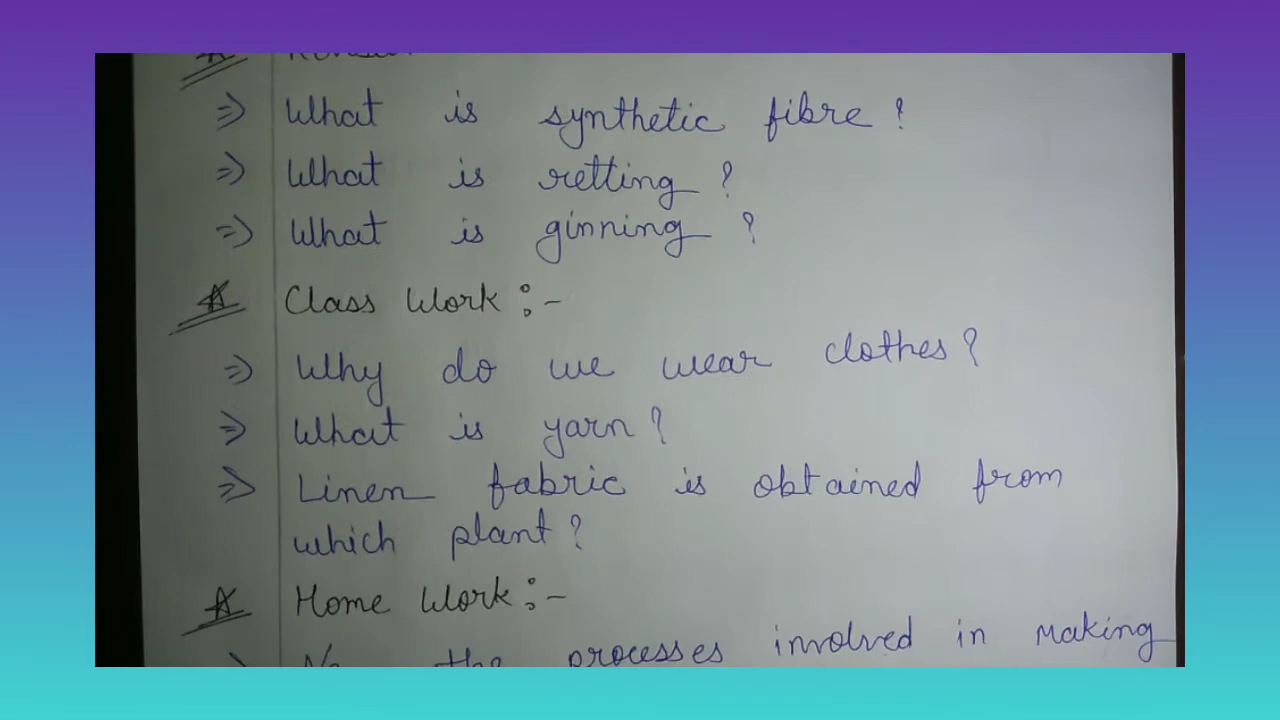 => What is synthetic fibre?
=> What is retting?
=> What is ginning?
Class Work :-
=> Why do we wear clothes?
=> What is yarn?
=> Linen fabric is obtained from
which plant?
Home Work :-
the processes involved in making